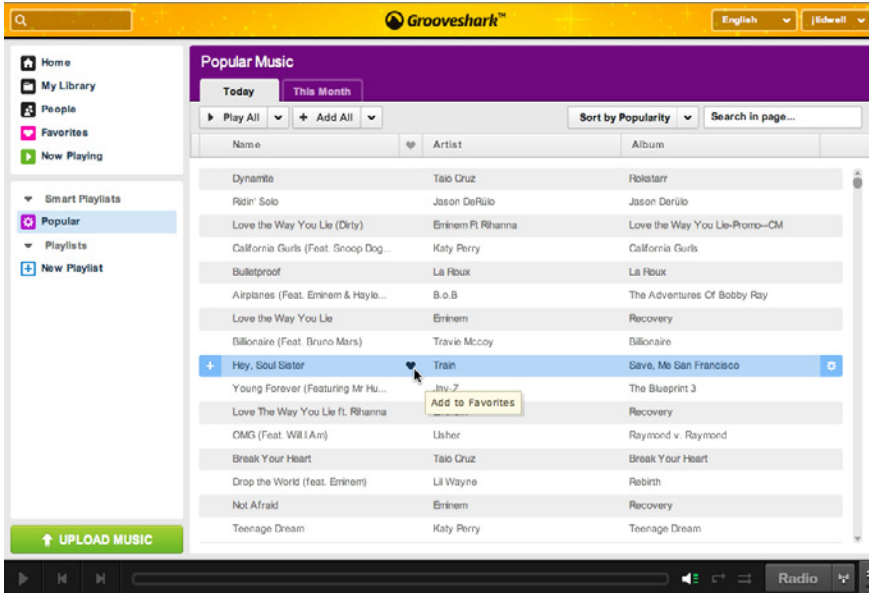 Grooveshark™
English
jtidwell
Home
My Library
People
Favorites
Now Playing
Smart Playlists
Popular
Playlists
New Playlist
UPLOAD MUSIC
Popular Music
Today This Month
Play All + Add All Sort by Popularity Search in page...
Name Artist Album
Dynamite Taio Cruz Rokstarr
Ridin' Solo Jason DeRülo Jason Derülo
Love the Way You Lie (Dirty) Eminem Ft Rihanna Love the Way You Lie-Promo--CM
California Gurls (Feat. Snoop Dog... Katy Perry California Gurls
Bulletproof La Roux La Roux
Airplanes (Feat. Eminem & Hayle... B.o.B The Adventures Of Bobby Ray
Love the Way You Lie Eminem Recovery
Billionaire (Feat. Bruno Mars) Travie Mccoy Billionaire
+ Hey, Soul Sister Train Save, Me San Francisco
Young Forever (Featuring Mr Hu... Jay-Z The Blueprint 3
Add to Favorites
Love The Way You Lie ft. Rihanna Eminem Recovery
OMG (Feat. Will.I.Am) Usher Raymond v. Raymond
Break Your Heart Taio Cruz Break Your Heart
Drop the World (feat. Eminem) Lil Wayne Rebirth
Not Afraid Eminem Recovery
Teenage Dream Katy Perry Teenage Dream
Radio